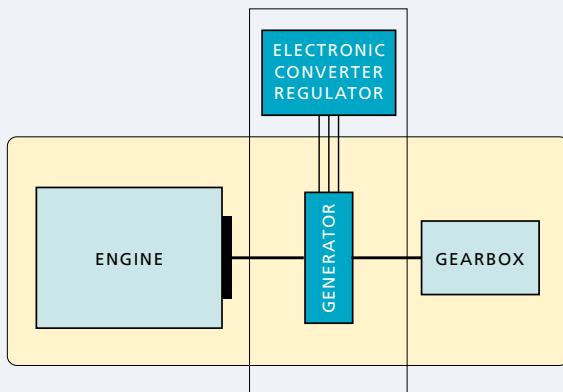 ELECTRONIC
CONVERTER
REGULATOR
ENGINE
GENERATOR
GEARBOX